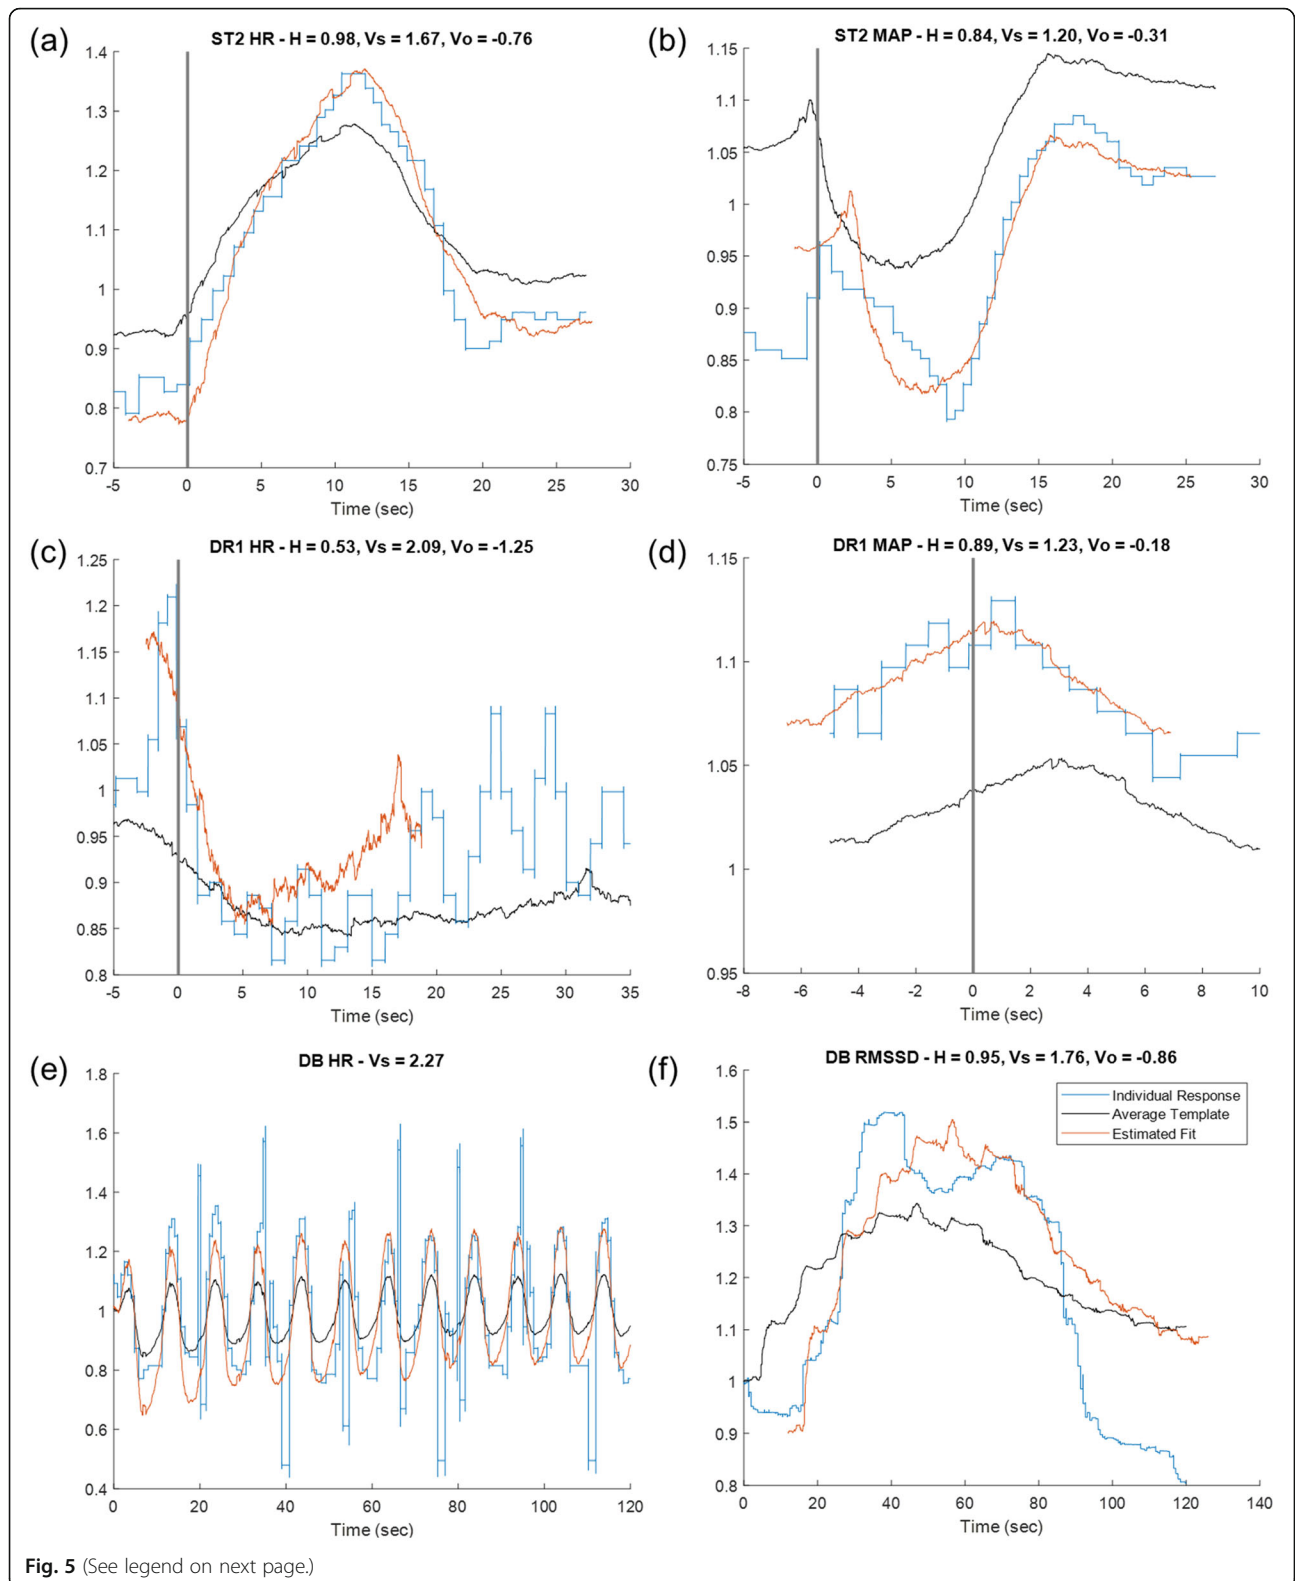 (a)
ST2 HR - H = 0.98, Vs = 1.67, Vo = -0.76
1.4
1.3
1.2
1.1
1
0.9
0.8
0.7
-5 0 5 10 15 20 25 30
Time (sec)
(b)
ST2 MAP - H = 0.84, Vs = 1.20, Vo = -0.31
1.15
1.1
1.05
1
0.95
0.9
0.85
0.8
0.75
-5 0 5 10 15 20 25 30
Time (sec)
(c)
DR1 HR - H = 0.53, Vs = 2.09, Vo = -1.25
1.25
1.2
1.15
1.1
1.05
1
0.95
0.9
0.85
0.8
-5 0 5 10 15 20 25 30 35
Time (sec)
(d)
DR1 MAP - H = 0.89, Vs = 1.23, Vo = -0.18
1.15
1.1
1.05
1
0.95
-8 -6 -4 -2 0 2 4 6 8 10
Time (sec)
(e)
DB HR - Vs = 2.27
1.8
1.6
1.4
1.2
1
0.8
0.6
0.4
0 20 40 60 80 100 120
Time (sec)
(f)
DB RMSSD - H = 0.95, Vs = 1.76, Vo = -0.86
1.6
1.5
1.4
1.3
1.2
1.1
1
0.9
0.8
0 20 40 60 80 100 120 140
Time (sec)
Individual Response
Average Template
Estimated Fit
Fig. 5 (See legend on next page.)